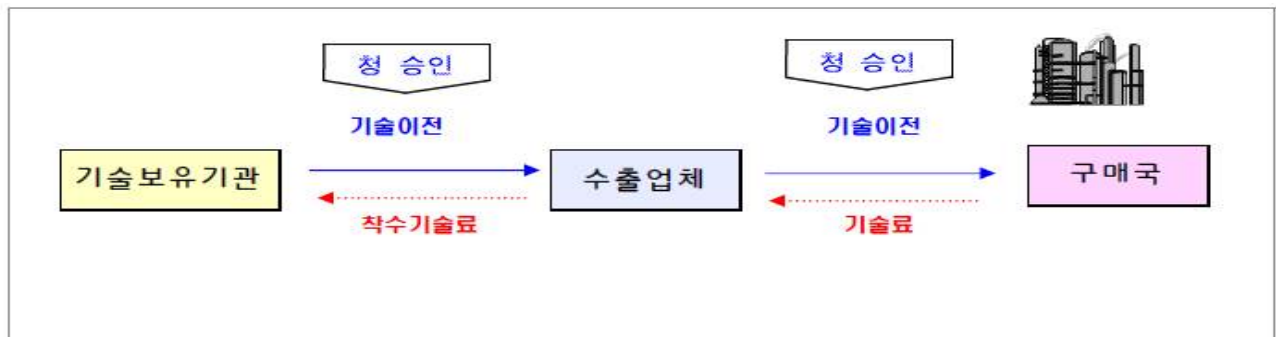 청 승인
청 승인
기술이전
기술이전
기술보유기관
수출업체
구매국
착수기술료
기술료